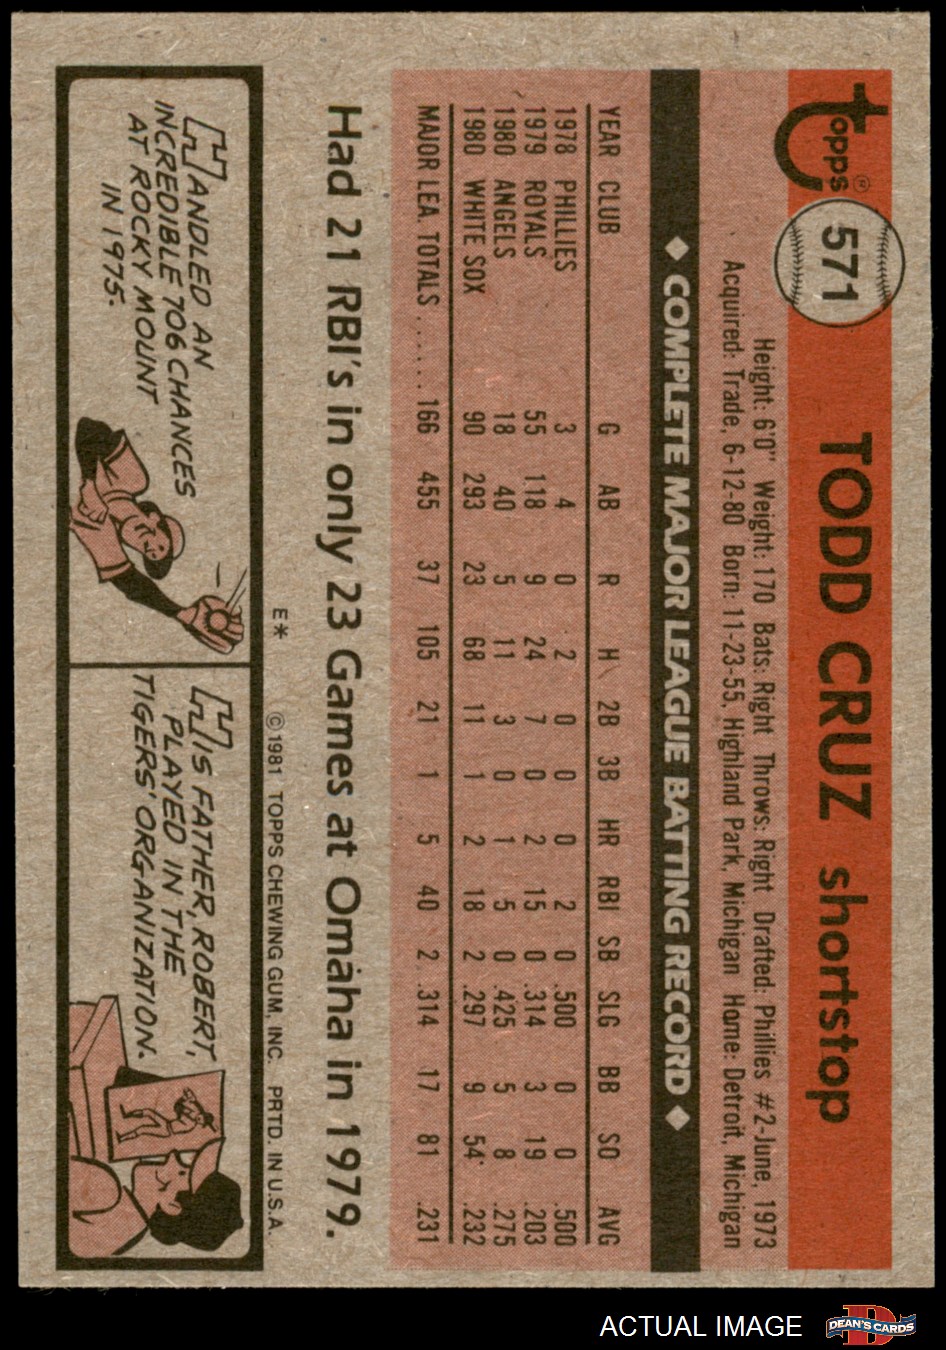 topps®
571
TODD CRUZ shortstop
Height: 6'0" Weight: 170 Bats: Right Throws: Right Drafted: Phillies #2-June, 1973
Acquired: Trade, 6-12-80 Born: 11-23-55, Highland Park, Michigan Home: Detroit, Michigan
◆ COMPLETE MAJOR LEAGUE BATTING RECORD ◆
YEAR CLUB G AB R H 2B 3B HR RBI SB SLG BB SO AVG
1978 PHILLIES 3 4 0 2 0 0 0 2 0 .500 0 0 .500
1979 ROYALS 55 118 9 24 7 0 2 15 0 .314 3 19 .203
1980 ANGELS 18 40 5 11 3 0 1 5 0 .425 5 8 .275
1980 WHITE SOX 90 293 23 68 11 1 2 18 2 .297 9 54 .232
MAJOR LEA. TOTALS ...... 166 455 37 105 21 1 5 40 2 .314 17 81 .231
Had 21 RBI's in only 23 Games at Omaha in 1979.
E* ©1981 TOPPS CHEWING GUM, INC. PRTD. IN U.S.A.
HANDLED AN
INCREDIBLE 706 CHANCES
AT ROCKY MOUNT
IN 1975.
HIS FATHER, ROBERT,
PLAYED IN THE
TIGERS' ORGANIZATION.
ACTUAL IMAGE
D
DEAN'S CARDS